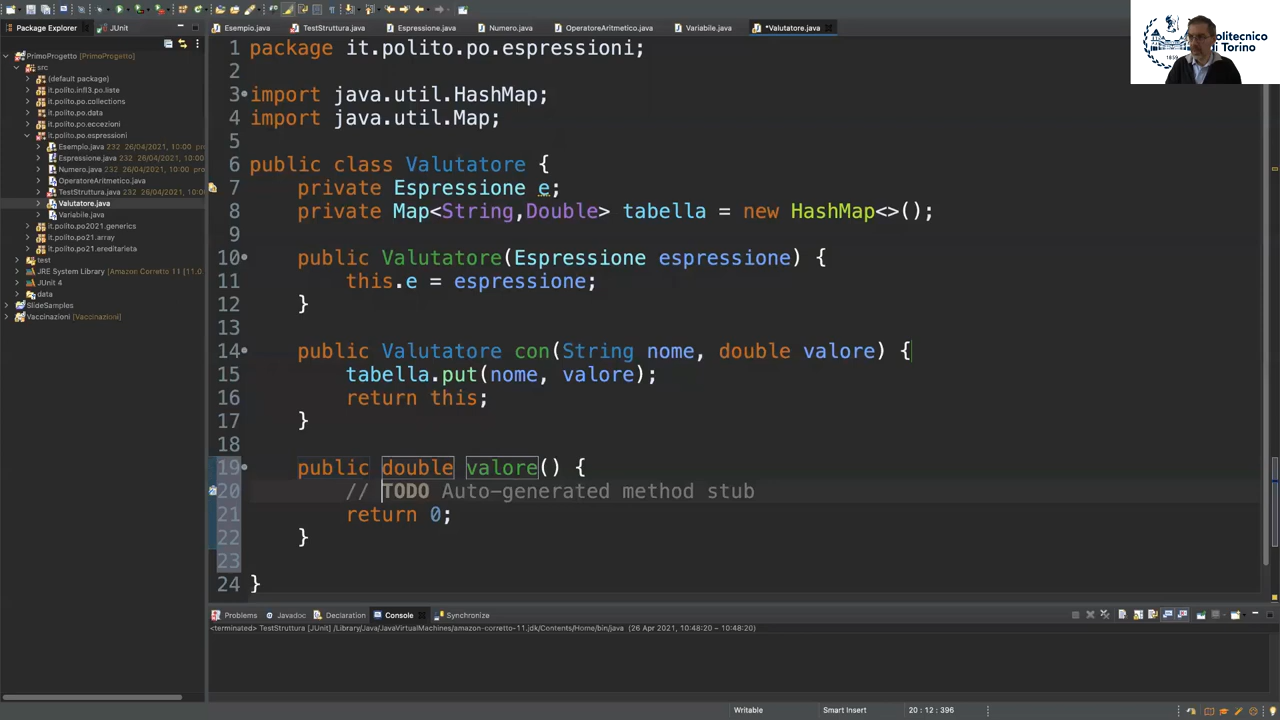 Package Explorer
JUnit
Esempio.java
TestStruttura.java
Espressione.java
Numero.java
OperatoreAritmetico.java
Variabile.java
*Valutatore.java
Politecnico
di Torino
1859
PrimoProgetto [PrimoProgetto]
src
(default package)
it.polito.infl3.po.liste
it.polito.po.collections
it.polito.po.data
it.polito.po.eccezioni
it.polito.po.espressioni
Esempio.java 232 26/04/2021, 10:00 pro
Espressione.java 232 26/04/2021, 10:00
Numero.java 232 26/04/2021, 10:00 pro
OperatoreAritmetico.java
TestStruttura.java 232 26/04/2021, 10:0
Valutatore.java
Variabile.java
it.polito.po2021.generics
it.polito.po21.array
it.polito.po21.ereditarieta
test
JRE System Library [Amazon Corretto 11 [11.0
JUnit 4
data
SlideSamples
Vaccinazioni [Vaccinazoni]
1 package it.polito.po.espressioni;
2
3 import java.util.HashMap;
4 import java.util.Map;
5
6 public class Valutatore {
7 private Espressione e;
8 private Map<String,Double> tabella = new HashMap<>();
9
10 public Valutatore(Espressione espressione) {
11 this.e = espressione;
12 }
13
14 public Valutatore con(String nome, double valore) {
15 tabella.put(nome, valore);
16 return this;
17 }
18
19 public double valore() {
20 // TODO Auto-generated method stub
21 return 0;
22 }
23
24 }
Problems
Javadoc
Declaration
Console
Synchronize
<terminated> TestStruttura [JUnit] /Library/Java/JavaVirtualMachines/amazon-corretto-11.jdk/Contents/Home/bin/java (26 Apr 2021, 10:48:20 – 10:48:20)
Writable
Smart Insert
20 : 12 : 396